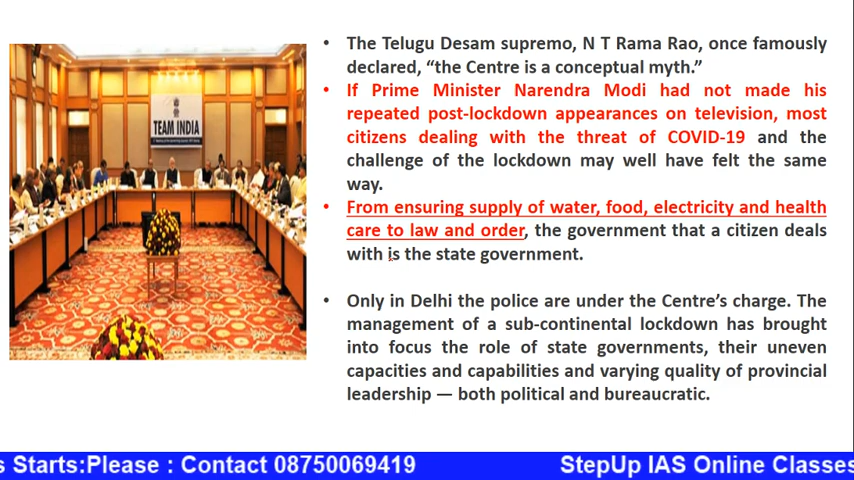 TEAM INDIA
• The Telugu Desam supremo, N T Rama Rao, once famously
declared, “the Centre is a conceptual myth.”
• If Prime Minister Narendra Modi had not made his
repeated post-lockdown appearances on television, most
citizens dealing with the threat of COVID-19 and the
challenge of the lockdown may well have felt the same
way.
• From ensuring supply of water, food, electricity and health
care to law and order, the government that a citizen deals
with is the state government.
• Only in Delhi the police are under the Centre’s charge. The
management of a sub-continental lockdown has brought
into focus the role of state governments, their uneven
capacities and capabilities and varying quality of provincial
leadership — both political and bureaucratic.
s Starts:Please : Contact 08750069419 StepUp IAS Online Classes